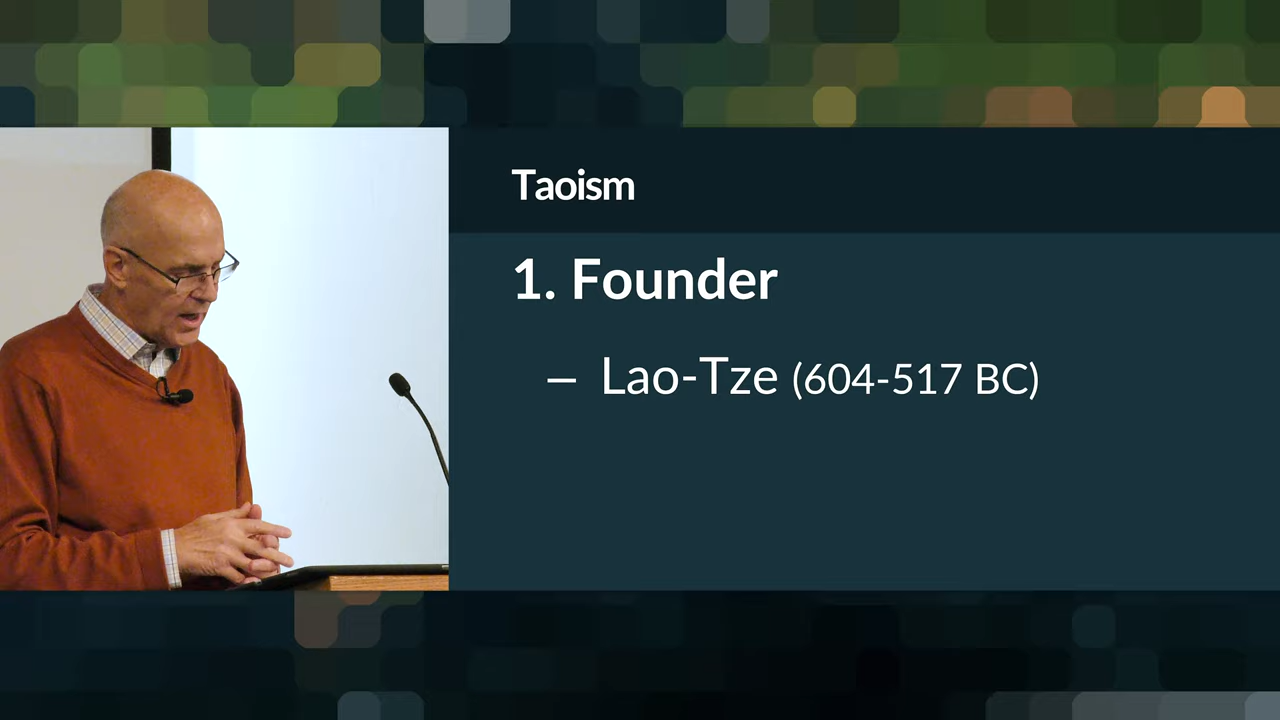 Taoism
1. Founder
– Lao-Tze (604-517 BC)